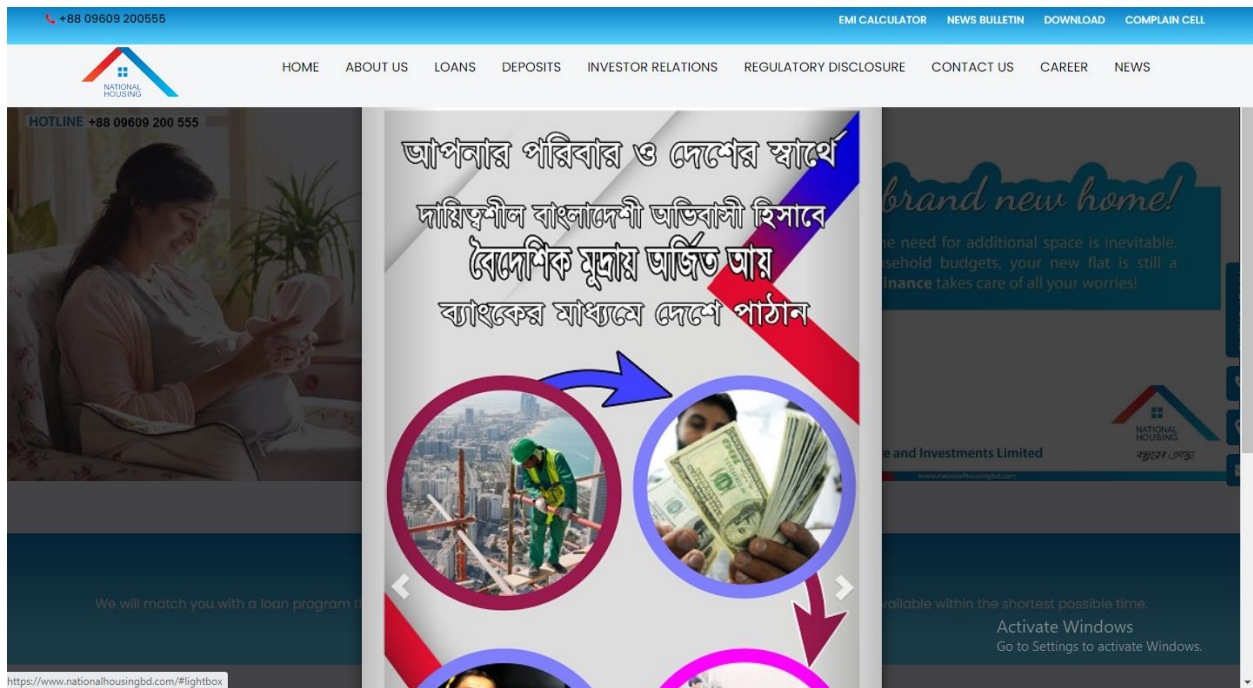 +88 09609 200555
EMI CALCULATOR NEWS BULLETIN DOWNLOAD COMPLAIN CELL
NATIONAL
HOUSING
HOME ABOUT US LOANS DEPOSITS INVESTOR RELATIONS REGULATORY DISCLOSURE CONTACT US CAREER NEWS
HOTLINE +88 09609 200 555
আপনার পরিবার ও দেশের স্বার্থে
দায়িত্বশীল বাংলাদেশী অভিবাসী হিসাবে
বৈদেশিক মুদ্রায় অর্জিত আয়
ব্যাংকের মাধ্যমে দেশে পাঠান
brand new home!
need for additional space is inevitable.
budgets, your new flat is still a
takes care of all your worries!
NATIONAL
HOUSING
and Investments Limited
www.nationalhousingbd.com
We will match you with a loan program
within the shortest possible time.
Activate Windows
Go to Settings to activate Windows.
https://www.nationalhousingbd.com/#lightbox